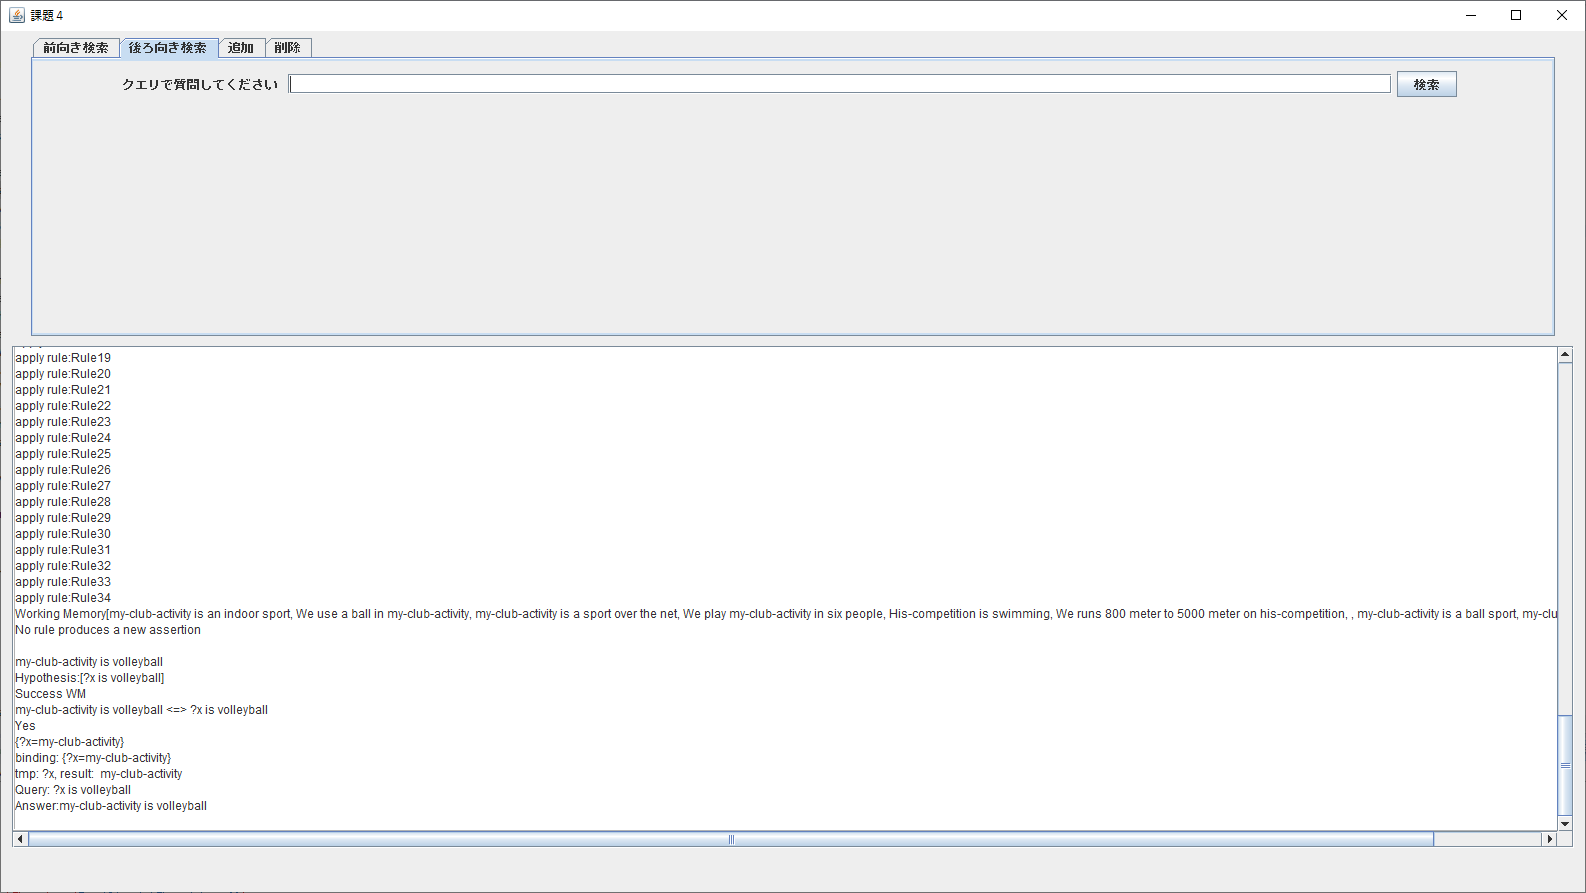 課題4
前向き検索 後ろ向き検索 追加 削除
クエリで質問してください 検索
apply rule:Rule19
apply rule:Rule20
apply rule:Rule21
apply rule:Rule22
apply rule:Rule23
apply rule:Rule24
apply rule:Rule25
apply rule:Rule26
apply rule:Rule27
apply rule:Rule28
apply rule:Rule29
apply rule:Rule30
apply rule:Rule31
apply rule:Rule32
apply rule:Rule33
apply rule:Rule34
Working Memory[my-club-activity is an indoor sport, We use a ball in my-club-activity, my-club-activity is a sport over the net, We play my-club-activity in six people, His-competition is swimming, We runs 800 meter to 5000 meter on his-competition, , my-club-activity is a ball sport, my-clu
No rule produces a new assertion
my-club-activity is volleyball
Hypothesis:[?x is volleyball]
Success WM
my-club-activity is volleyball <=> ?x is volleyball
Yes
{?x=my-club-activity}
binding: {?x=my-club-activity}
tmp: ?x, result:  my-club-activity
Query: ?x is volleyball
Answer:my-club-activity is volleyball